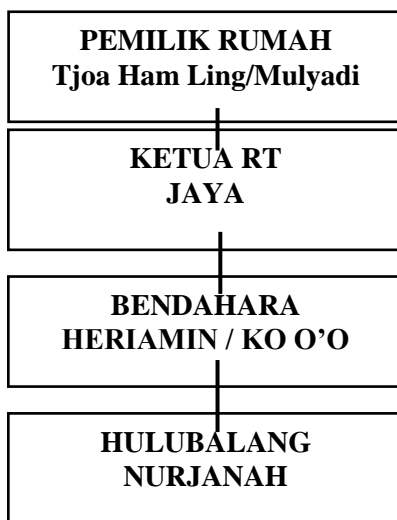 PEMILIK RUMAH
Tjoa Ham Ling/Mulyadi
KETUA RT
JAYA
BENDAHARA
HERIAMIN / KO O’O
HULUBALANG
NURJANAH